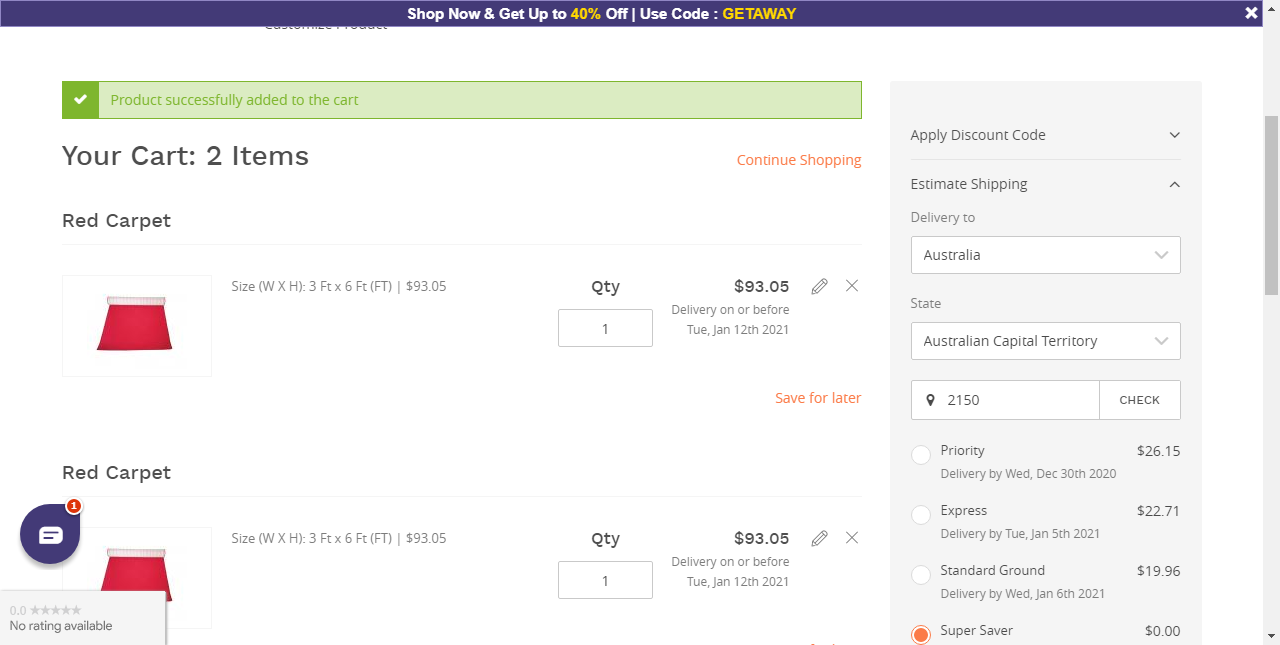 Shop Now & Get Up to 40% Off | Use Code : GETAWAY
Customize Product
Product successfully added to the cart
Your Cart: 2 Items
Continue Shopping
Red Carpet
Size (W X H): 3 Ft x 6 Ft (FT) | $93.05
Qty
$93.05
1
Delivery on or before
Tue, Jan 12th 2021
Save for later
Red Carpet
Size (W X H): 3 Ft x 6 Ft (FT) | $93.05
Qty
$93.05
1
Delivery on or before
Tue, Jan 12th 2021
1
0.0
No rating available
Apply Discount Code
Estimate Shipping
Delivery to
Australia
State
Australian Capital Territory
2150 CHECK
Priority $26.15
Delivery by Wed, Dec 30th 2020
Express $22.71
Delivery by Tue, Jan 5th 2021
Standard Ground $19.96
Delivery by Wed, Jan 6th 2021
Super Saver $0.00